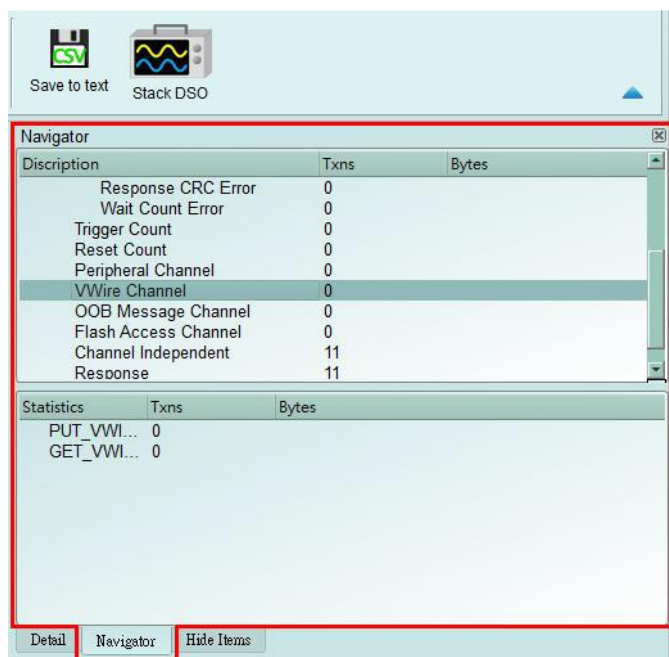 CSV
Save to text
Stack DSO
Navigator
Discription Txns Bytes
Response CRC Error 0
Wait Count Error 0
Trigger Count 0
Reset Count 0
Peripheral Channel 0
VWire Channel 0
OOB Message Channel 0
Flash Access Channel 0
Channel Independent 11
Response 11
Statistics Txns Bytes
PUT_VWI... 0
GET_VWI... 0
Detail Navigator Hide Items